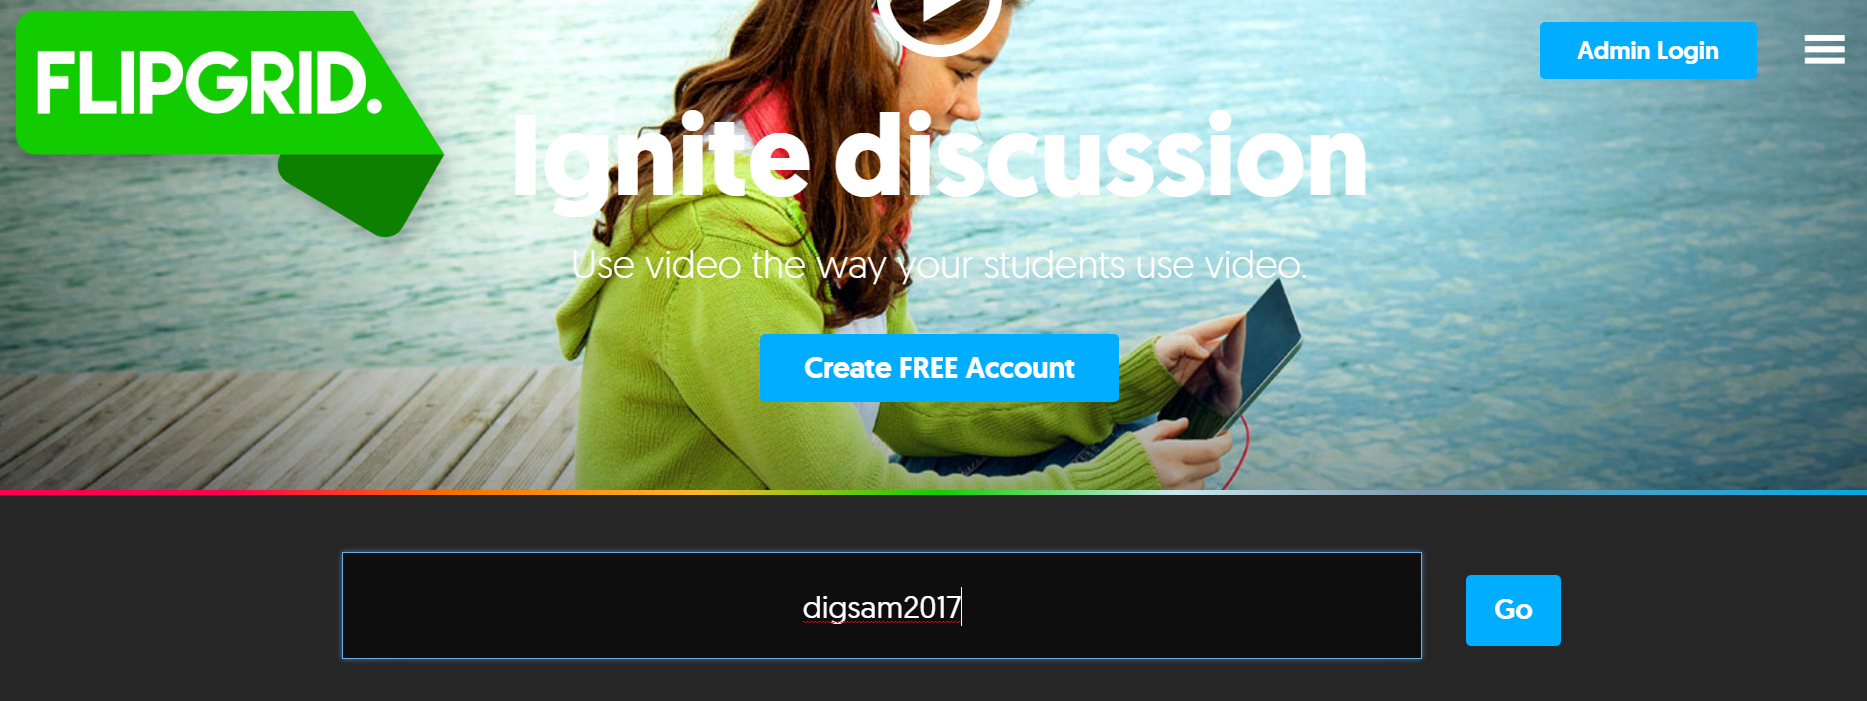 FLIPGRID.
Admin Login
Ignite discussion
Use video the way your students use video.
Create FREE Account
digsam2017
Go